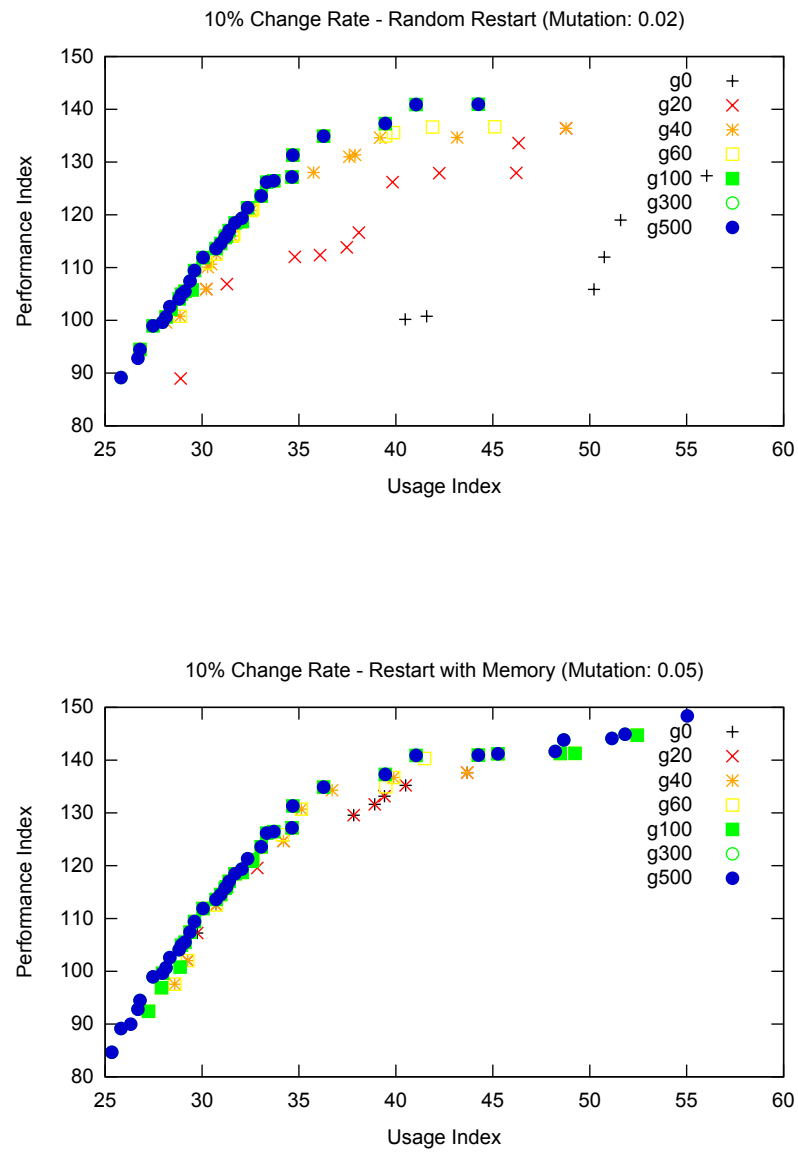 10% Change Rate - Random Restart (Mutation: 0.02)
150
140
130
120
110
100
90
80
Performance Index
g0
g20
g40
g60
g100
g300
g500
25 30 35 40 45 50 55 60
Usage Index
10% Change Rate - Restart with Memory (Mutation: 0.05)
150
140
130
120
110
100
90
80
Performance Index
g0
g20
g40
g60
g100
g300
g500
25 30 35 40 45 50 55 60
Usage Index